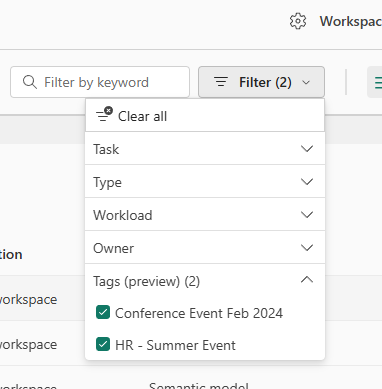 Workspac
Filter by keyword
Filter (2)
Clear all
Task
Type
Workload
Owner
tion
Tags (preview) (2)
workspace
Conference Event Feb 2024
workspace
HR - Summer Event
Semantic model